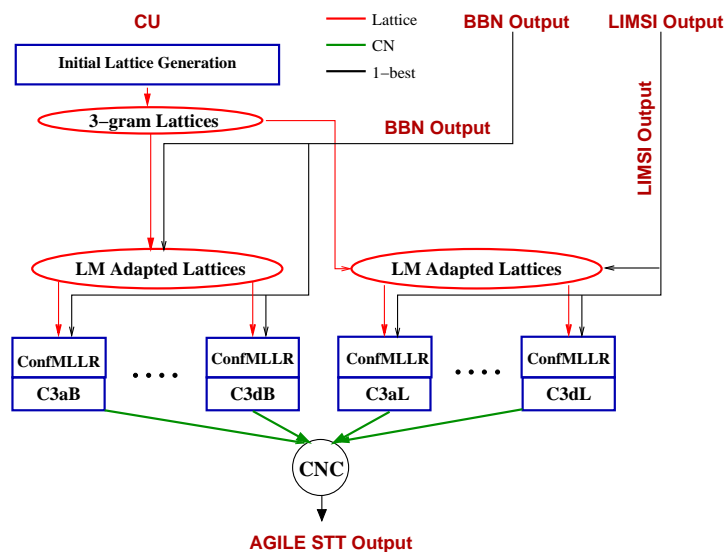 CU
BBN Output
LIMSI Output
Lattice
CN
1−best
Initial Lattice Generation
3−gram Lattices
BBN Output
LIMSI Output
LM Adapted Lattices
LM Adapted Lattices
ConfMLLR
C3aB
. . . .
ConfMLLR
C3dB
ConfMLLR
C3aL
. . . .
ConfMLLR
C3dL
CNC
AGILE STT Output